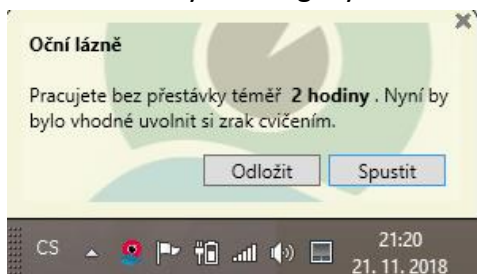 Oční lázně
Pracujete bez přestávky téměř 2 hodiny . Nyní by
bylo vhodné uvolnit si zrak cvičením.
Odložit Spustit
CS 21:20
21. 11. 2018